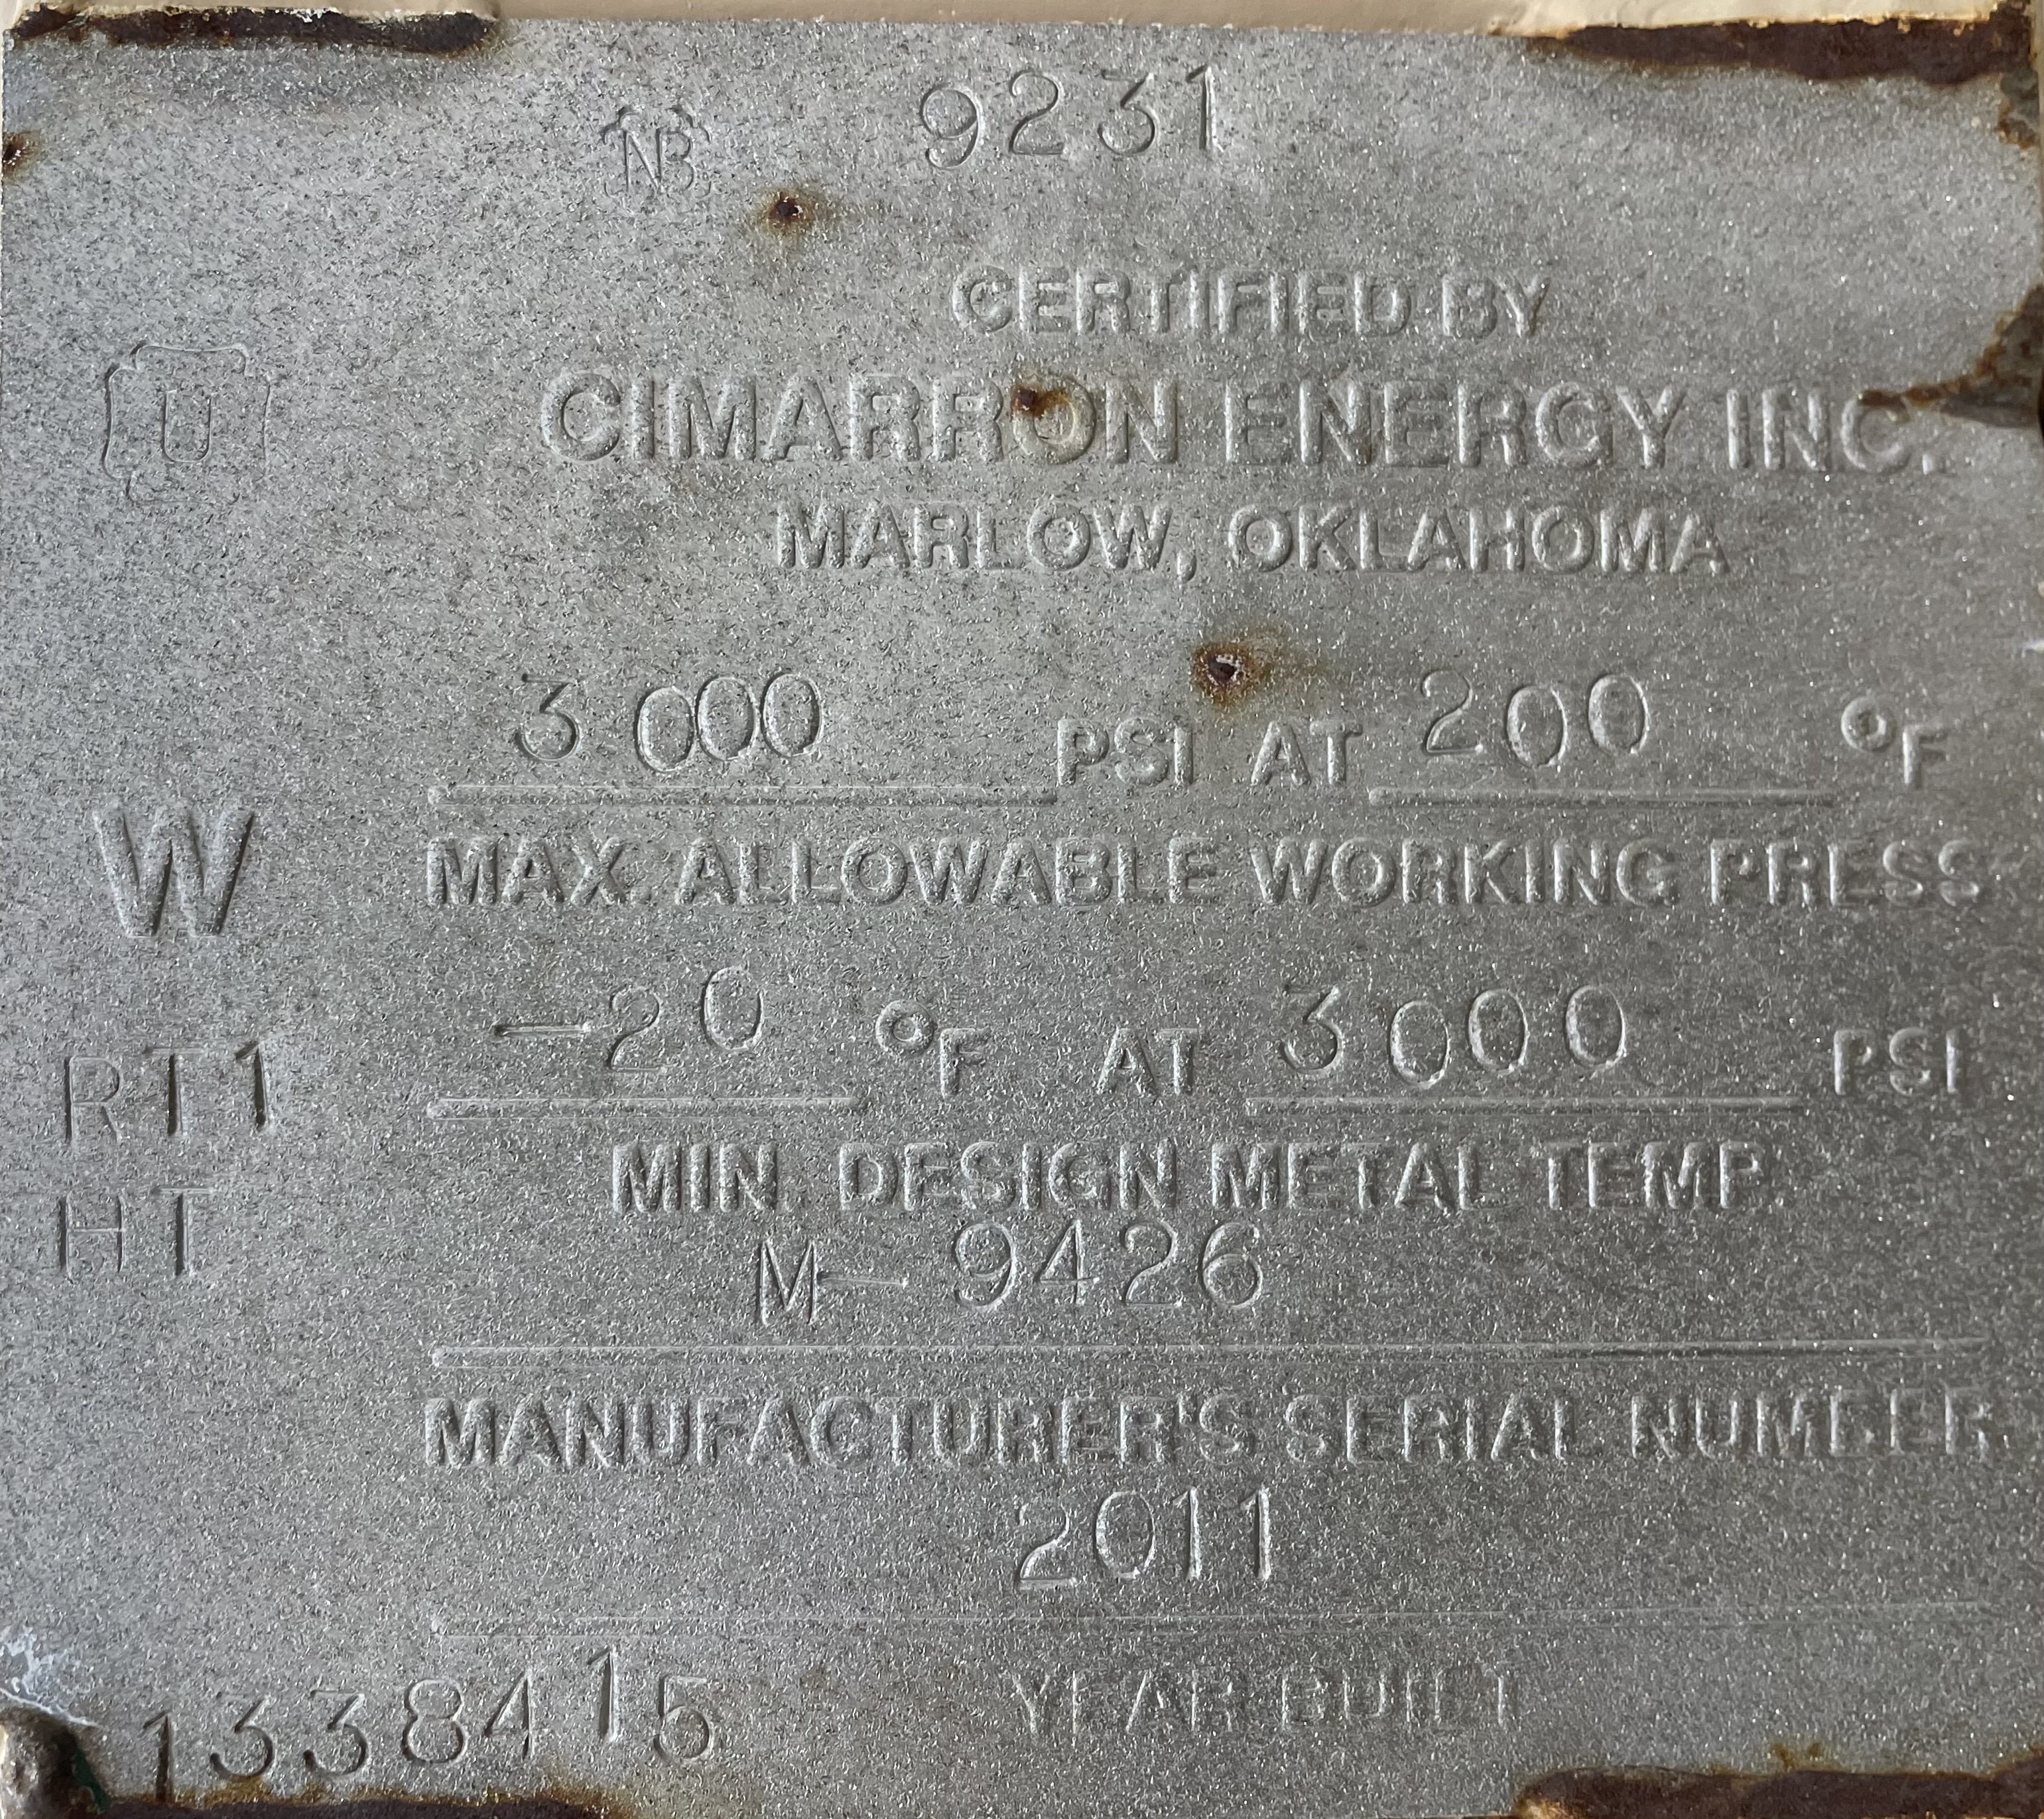 NB 9231
CERTIFIED BY
U CIMARRON ENERGY INC.
MARLOW, OKLAHOMA
3000 PSI AT 200 °F
W MAX. ALLOWABLE WORKING PRESS
RT1 -20 °F AT 3000 PSI
MIN. DESIGN METAL TEMP.
HT M-9426
MANUFACTURER'S SERIAL NUMBER
2011
YEAR BUILT
1338415